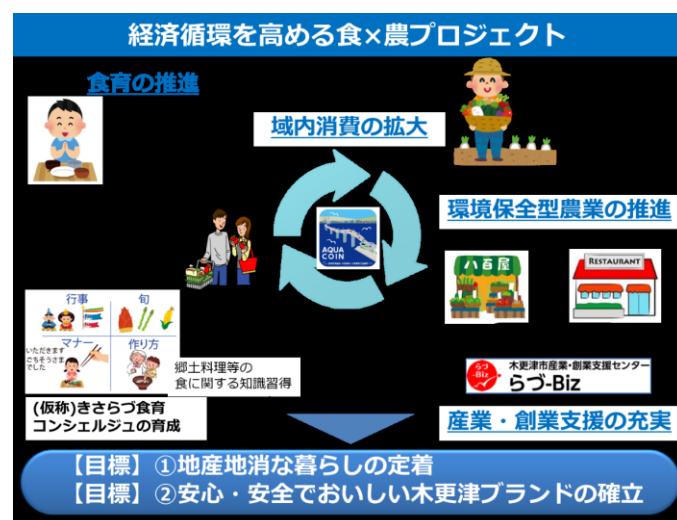 経済循環を高める食×農プロジェクト
食育の推進
域内消費の拡大
環境保全型農業の推進
AQUA
COIN
八百屋
RESTAURANT
行事
旬
マナー
作り方
いただきます
ごちそうさま
でした
郷土料理等の
食に関する知識習得
(仮称)きさらづ食育
コンシェルジュの育成
らづ
-Biz
木更津市産業・創業支援センター
らづ-Biz
産業・創業支援の充実
【目標】①地産地消な暮らしの定着
【目標】②安心・安全でおいしい木更津ブランドの確立